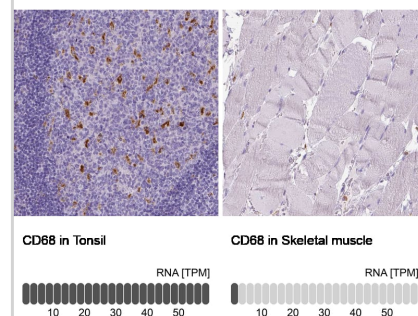 CD68 in Tonsil
RNA [TPM]
10 20 30 40 50
CD68 in Skeletal muscle
RNA [TPM]
10 20 30 40 50